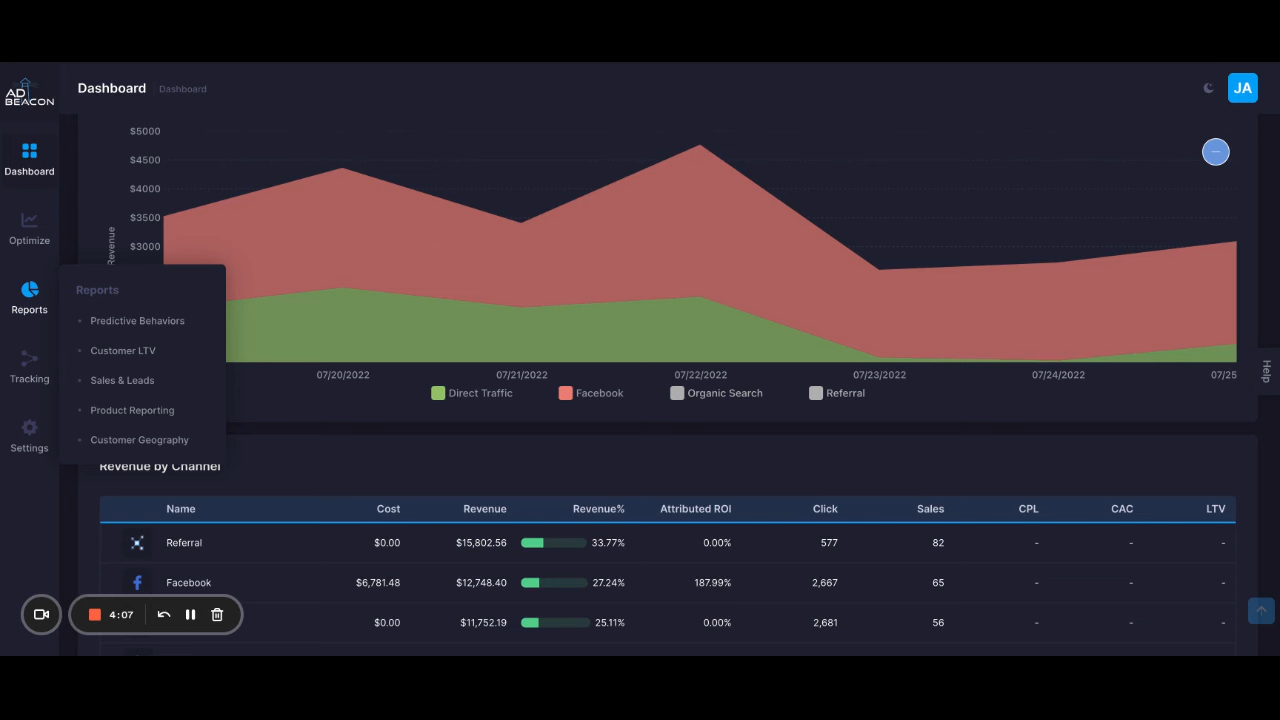 AD
BEACON
Dashboard Dashboard
JA
Dashboard
Optimize
Reports
Tracking
Settings
$5000
$4500
$4000
$3500
$3000
Revenue
Reports
Predictive Behaviors
Customer LTV
Sales & Leads
Product Reporting
Customer Geography
07/20/2022 07/21/2022 07/22/2022 07/23/2022 07/24/2022 07/25
Direct Traffic Facebook Organic Search Referral
Help
Revenue by Channel
Name Cost Revenue Revenue% Attributed ROI Click Sales CPL CAC LTV
Referral $0.00 $15,802.56 33.77% 0.00% 577 82 - - -
Facebook $6,781.48 $12,748.40 27.24% 187.99% 2,667 65 - - -
$0.00 $11,752.19 25.11% 0.00% 2,681 56 - - -
4:07